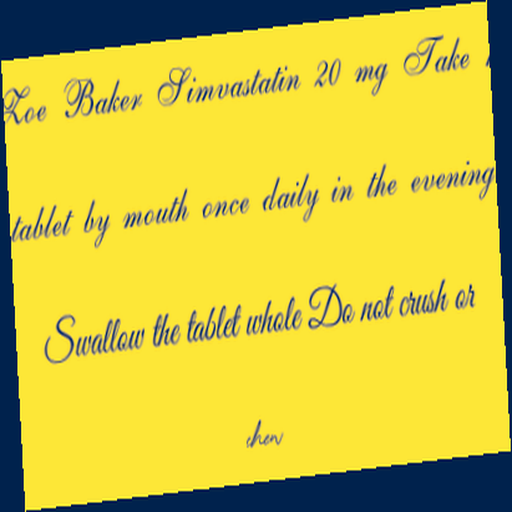 Zoe Baker Simvastatin 20 mg Take
tablet by mouth once daily in the evening
Swallow the tablet whole Do not crush or
chew